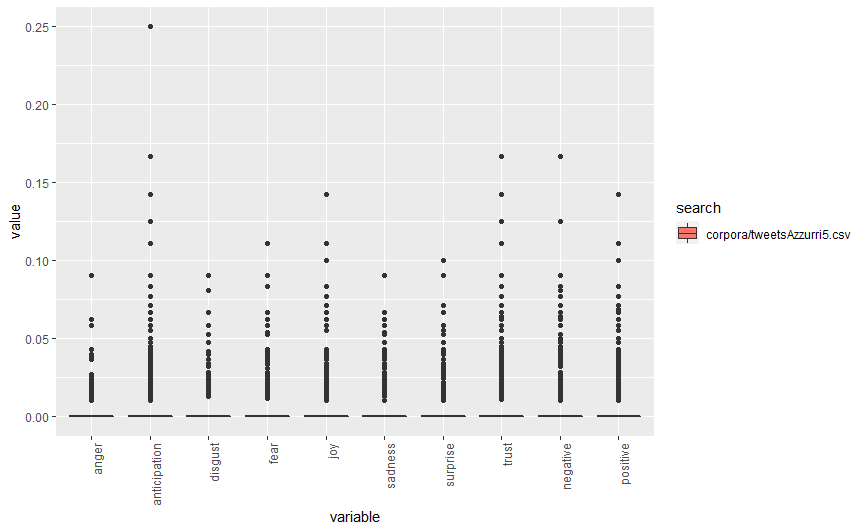 0.25
0.20
0.15
0.10
0.05
0.00
value
anger
anticipation
disgust
fear
joy
sadness
surprise
trust
negative
positive
variable
search
corpora/tweetsAzzurri5.csv